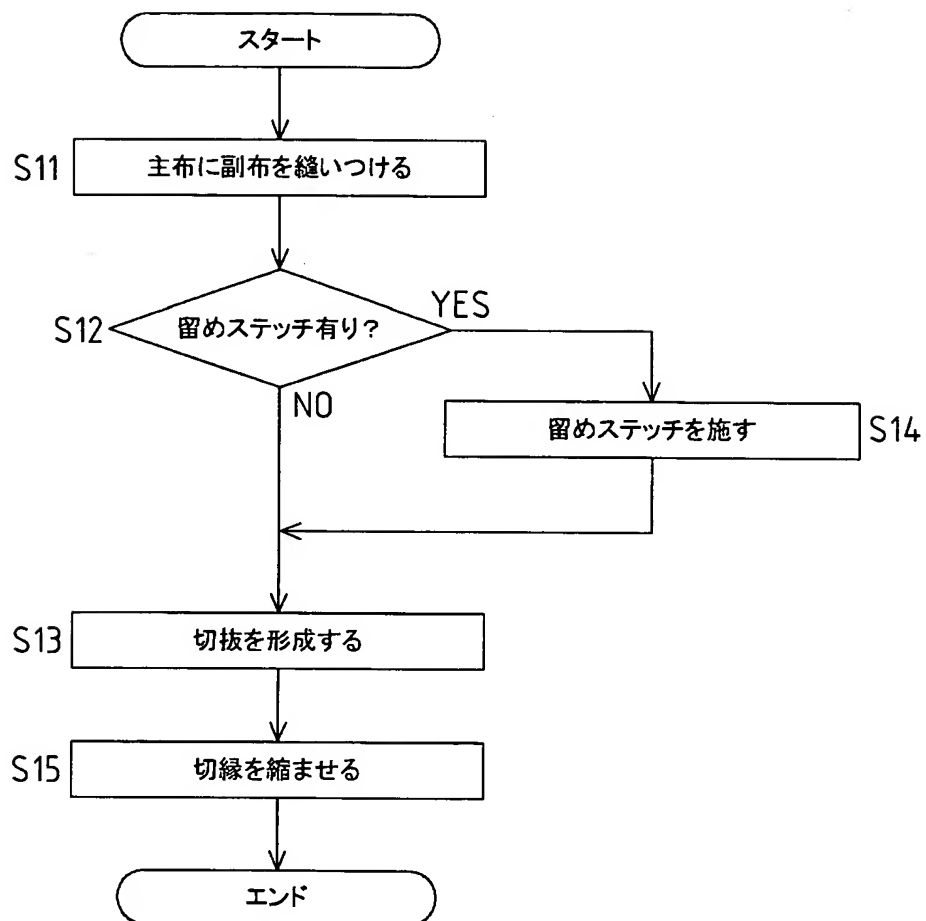 スタート
S11
主布に副布を縫いつける
S12
留めステッチ有り?
YES
NO
留めステッチを施す
S14
S13
切抜を形成する
S15
切縁を縮ませる
エンド